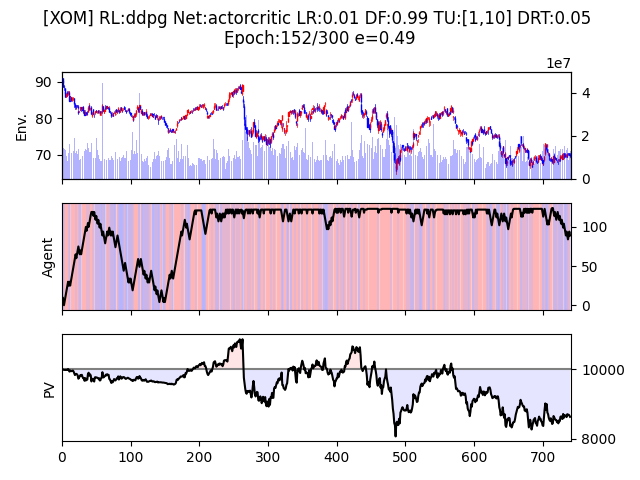 [XOM] RL:ddpg Net:actorcritic LR:0.01 DF:0.99 TU:[1,10] DRT:0.05
Epoch:152/300 e=0.49
1e7
90
80
70
Env.
4
2
0
Agent
100
50
0
PV
10000
8000
0 100 200 300 400 500 600 700